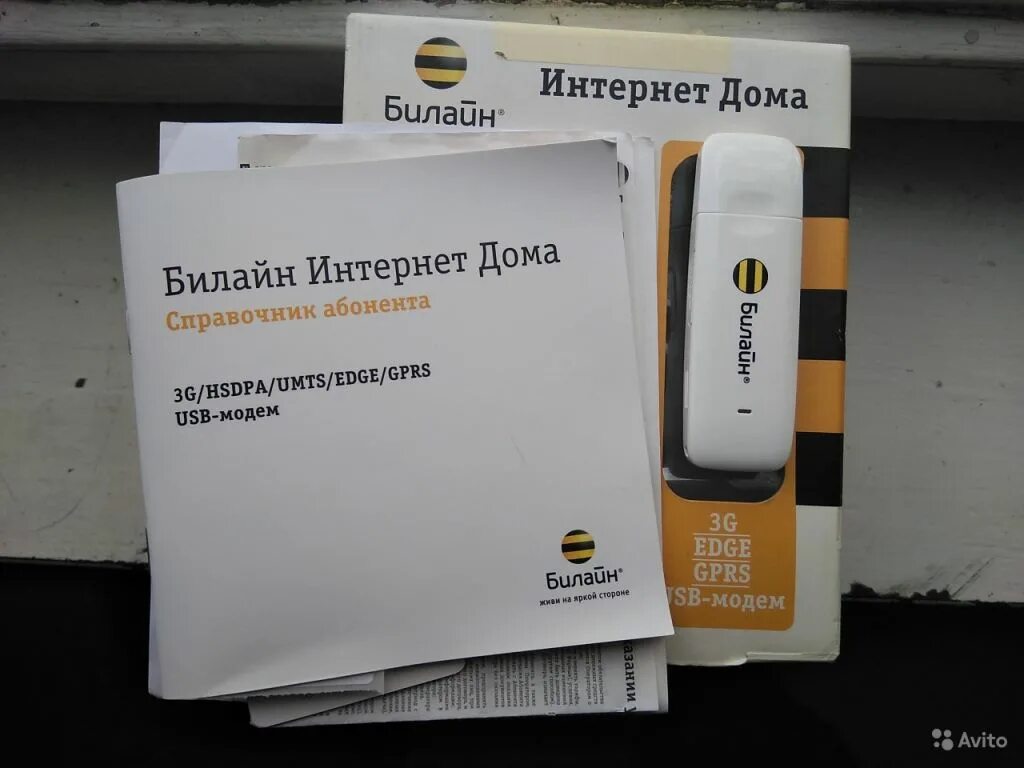 Билайн®
Интернет Дома
Билайн Интернет Дома
Справочник абонента
3G/HSDPA/UMTS/EDGE/GPRS
USB-модем
Билайн®
живи на яркой стороне
Билайн®
3G
EDGE
GPRS
USB-модем
Avito